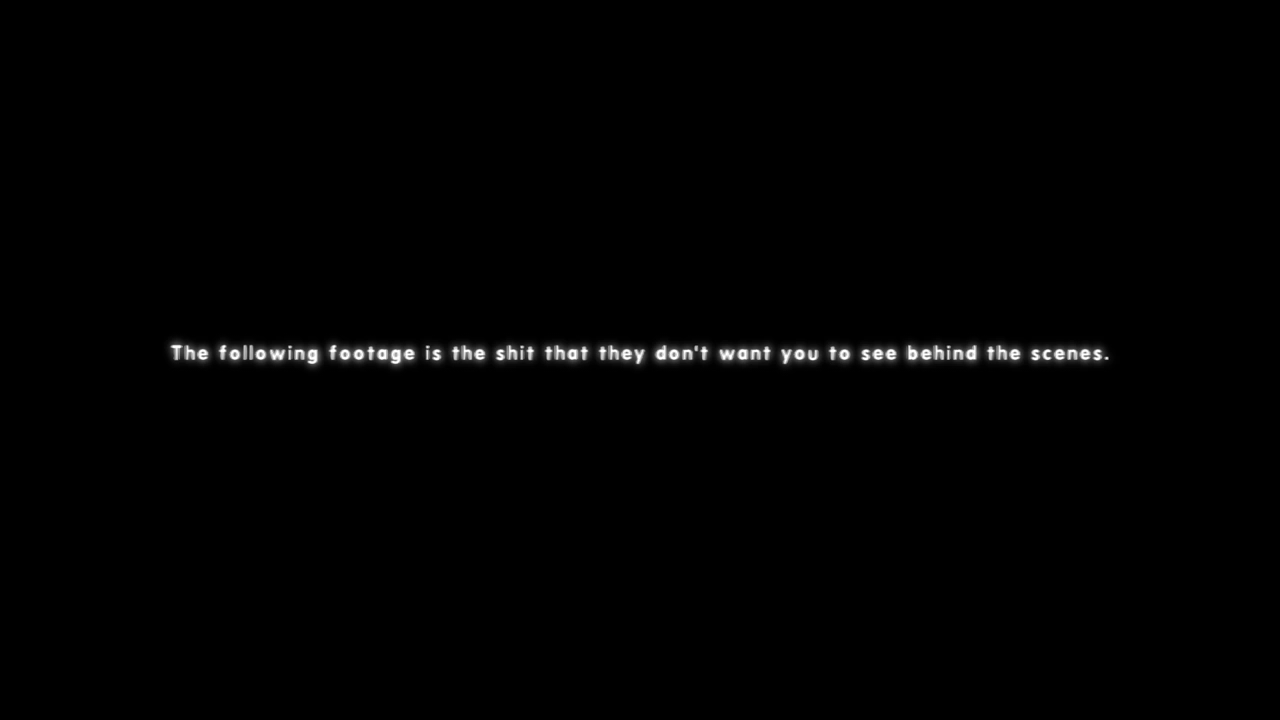 The following footage is the shit that they don't want you to see behind the scenes.